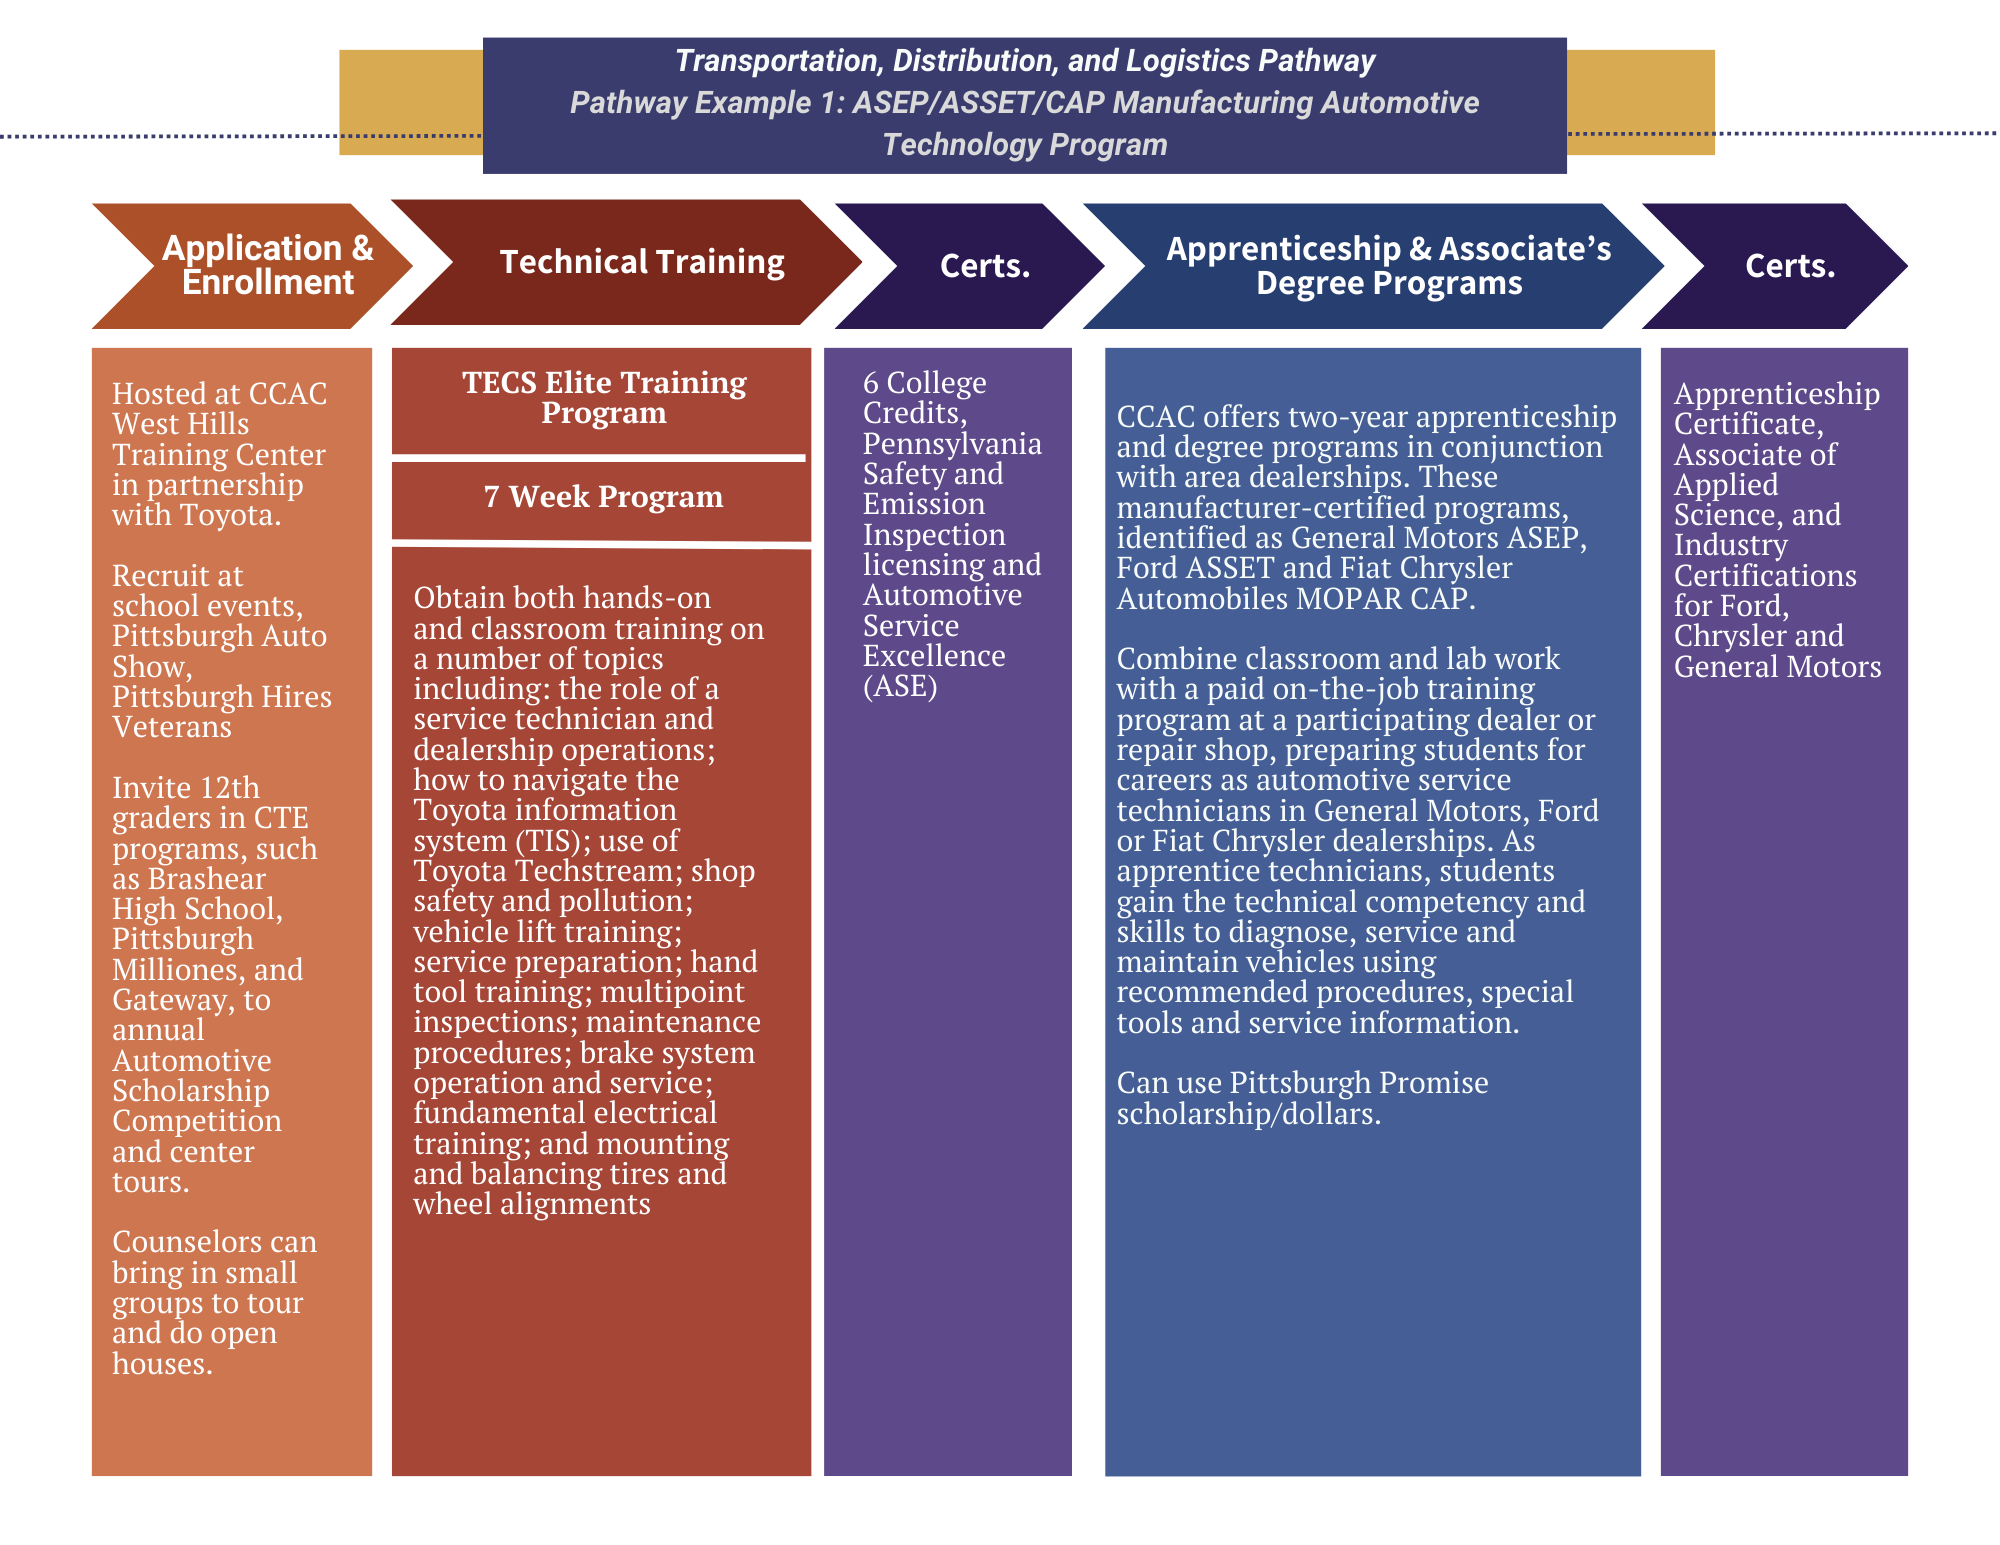 Transportation, Distribution, and Logistics Pathway
Pathway Example 1: ASEP/ASSET/CAP Manufacturing Automotive
Technology Program
Application &
Enrollment
Technical Training
Certs.
Apprenticeship & Associate’s
Degree Programs
Certs.
Hosted at CCAC
West Hills
Training Center
in partnership
with Toyota.
Recruit at
school events,
Pittsburgh Auto
Show,
Pittsburgh Hires
Veterans
Invite 12th
graders in CTE
programs, such
as Brashear
High School,
Pittsburgh
Milliones, and
Gateway, to
annual
Automotive
Scholarship
Competition
and center
tours.
Counselors can
bring in small
groups to tour
and do open
houses.
TECS Elite Training
Program
7 Week Program
Obtain both hands-on
and classroom training on
a number of topics
including: the role of a
service technician and
dealership operations;
how to navigate the
Toyota information
system (TIS); use of
Toyota Techstream; shop
safety and pollution;
vehicle lift training;
service preparation; hand
tool training; multipoint
inspections; maintenance
procedures; brake system
operation and service;
fundamental electrical
training; and mounting
and balancing tires and
wheel alignments
6 College
Credits,
Pennsylvania
Safety and
Emission
Inspection
licensing and
Automotive
Service
Excellence
(ASE)
CCAC offers two-year apprenticeship
and degree programs in conjunction
with area dealerships. These
manufacturer-certified programs,
identified as General Motors ASEP,
Ford ASSET and Fiat Chrysler
Automobiles MOPAR CAP.
Combine classroom and lab work
with a paid on-the-job training
program at a participating dealer or
repair shop, preparing students for
careers as automotive service
technicians in General Motors, Ford
or Fiat Chrysler dealerships. As
apprentice technicians, students
gain the technical competency and
skills to diagnose, service and
maintain vehicles using
recommended procedures, special
tools and service information.
Can use Pittsburgh Promise
scholarship/dollars.
Apprenticeship
Certificate,
Associate of
Applied
Science, and
Industry
Certifications
for Ford,
Chrysler and
General Motors